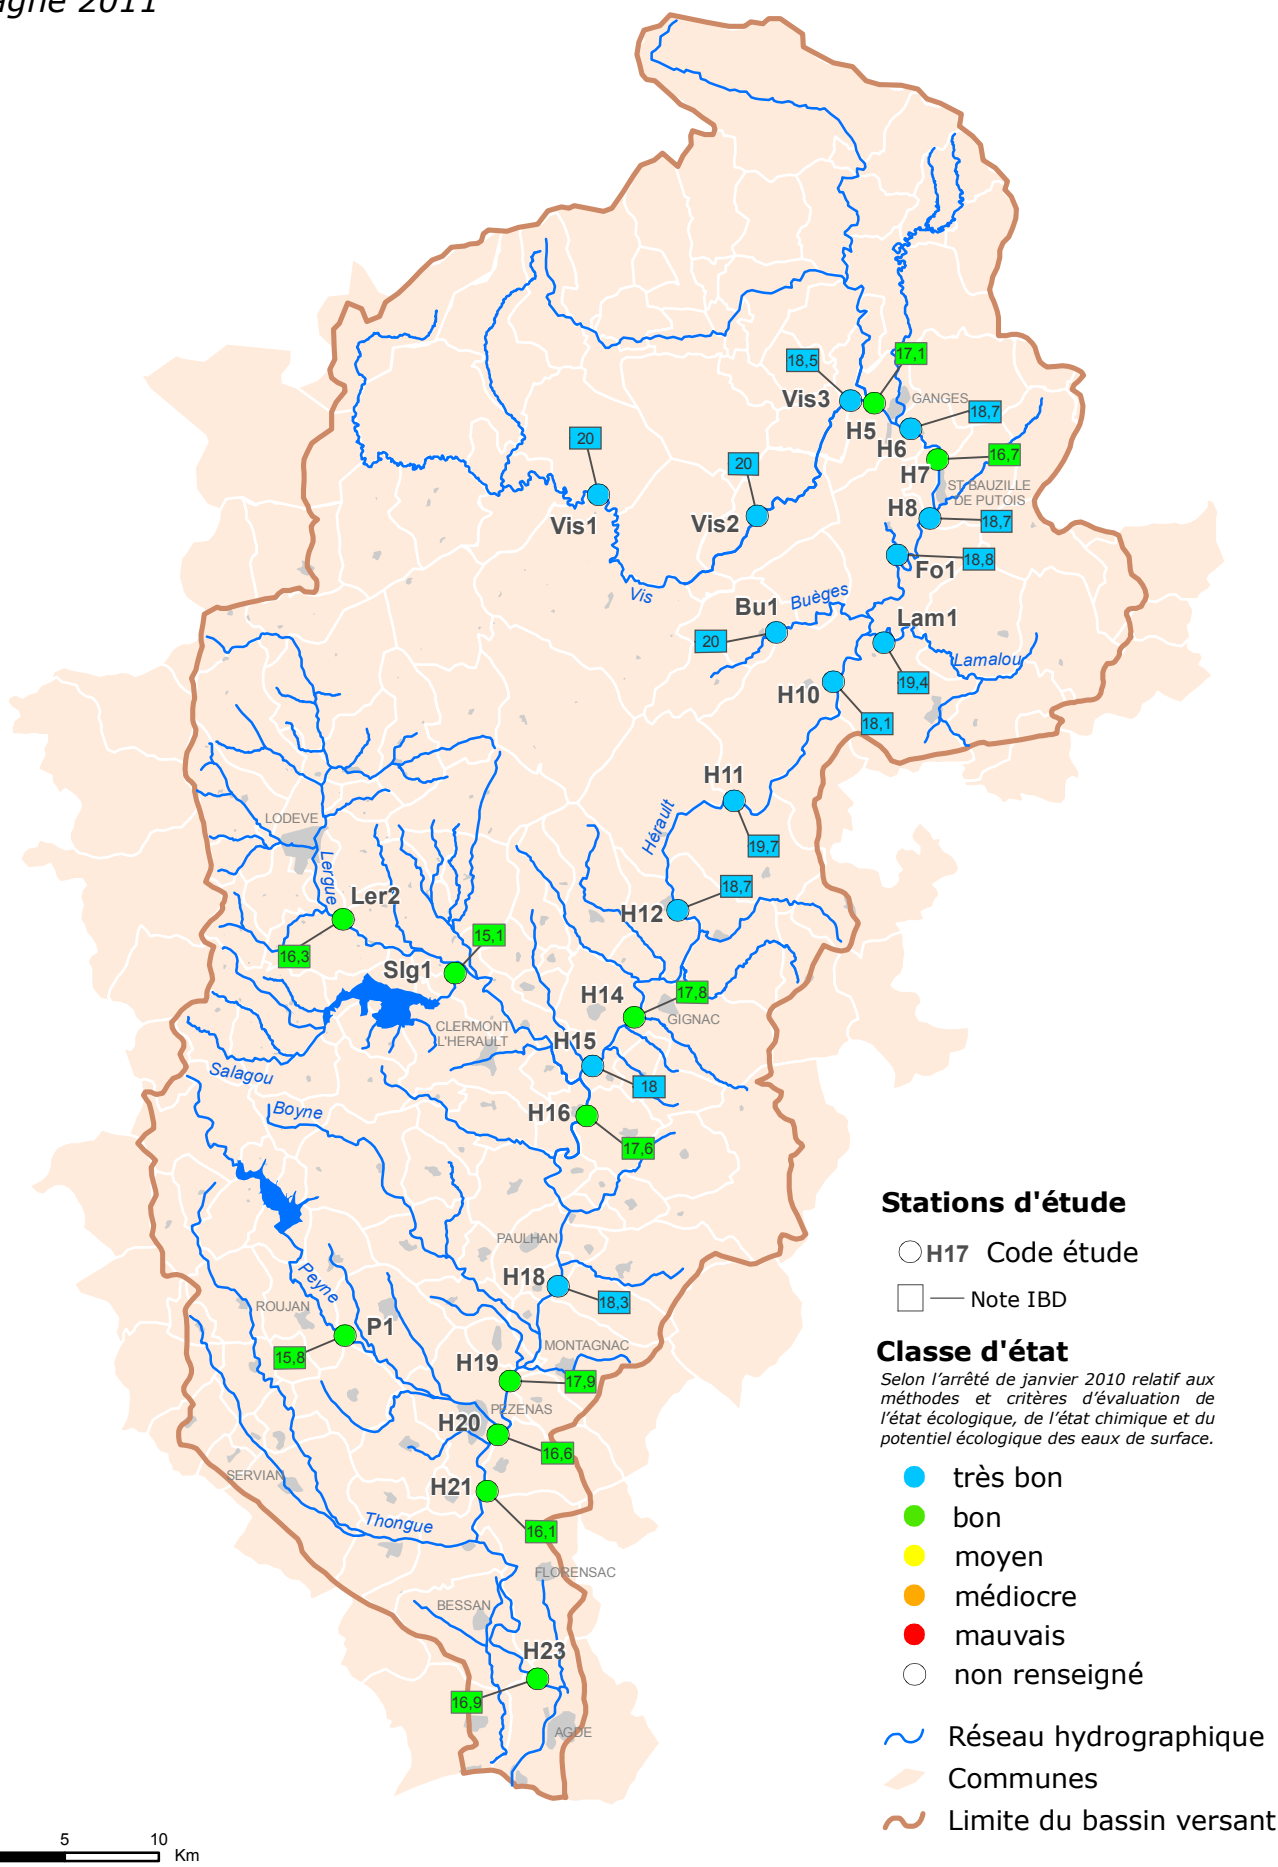 agne 2011
17,1
18,5
Vis3
GANGES
H5
18,7
H6
20
20
H7
16,7
ST BAUZILLE
DE PUTOIS
Vis1
Vis2
H8
18,7
Fo1
18,8
Vis
Buèges
Bu1
Lam1
20
Lamalou
H10
19,4
18,1
H11
Hérault
LODEVE
19,7
Lergue
18,7
Ler2
H12
15,1
16,3
Slg1
17,8
H14
GIGNAC
CLERMONT
L'HERAULT
H15
Salagou
18
Boyne
H16
17,6
PAULHAN
Peyne
H18
18,3
ROUJAN
P1
MONTAGNAC
15,8
H19
17,9
PEZENAS
H20
16,6
SERVIAN
H21
Thongue
16,1
FLORENSAC
BESSAN
H23
16,9
AGDE
Stations d'étude
H17 Code étude
Note IBD
Classe d'état
Selon l'arrêté de janvier 2010 relatif aux
méthodes et critères d'évaluation de
l'état écologique, de l'état chimique et du
potentiel écologique des eaux de surface.
très bon
bon
moyen
médiocre
mauvais
non renseigné
Réseau hydrographique
Communes
Limite du bassin versant
5 10
Km